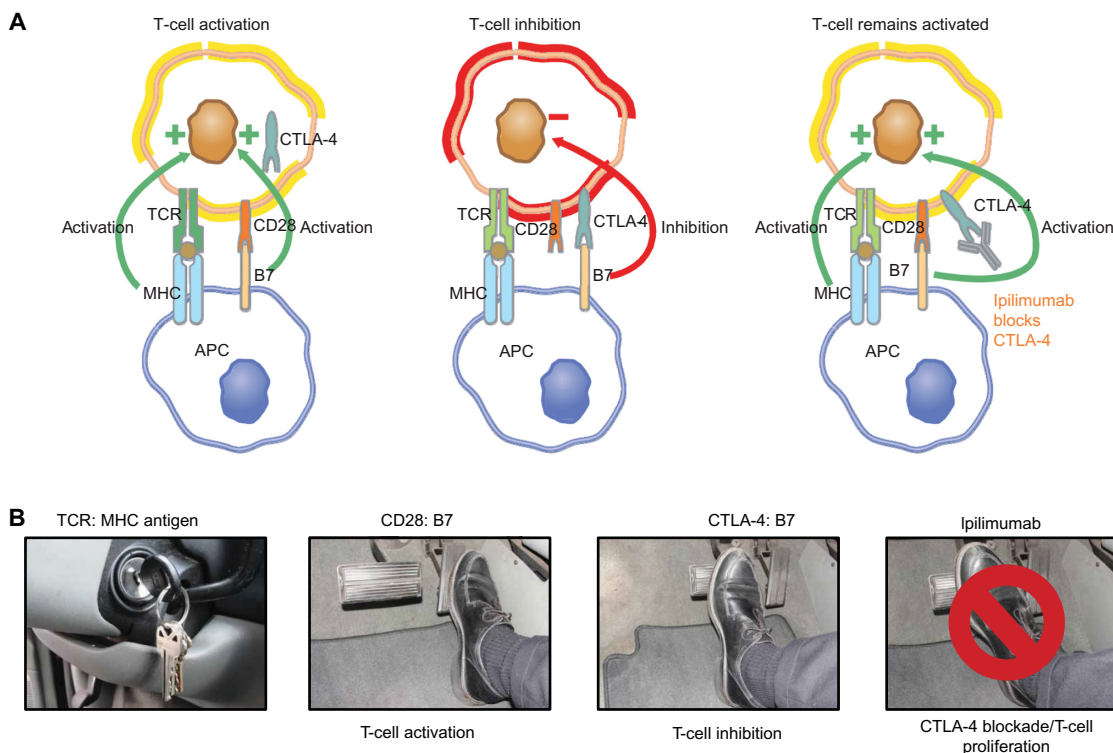 A
T-cell activation
T-cell inhibition
T-cell remains activated
CTLA-4
TCR
CD28
Activation
Activation
B7
MHC
APC
TCR
CD28
CTLA-4
Inhibition
B7
MHC
APC
CTLA-4
TCR
CD28
Activation
Activation
B7
MHC
Ipilimumab
blocks
CTLA-4
APC
B
TCR: MHC antigen
CD28: B7
CTLA-4: B7
Ipilimumab
T-cell activation
T-cell inhibition
CTLA-4 blockade/T-cell
proliferation